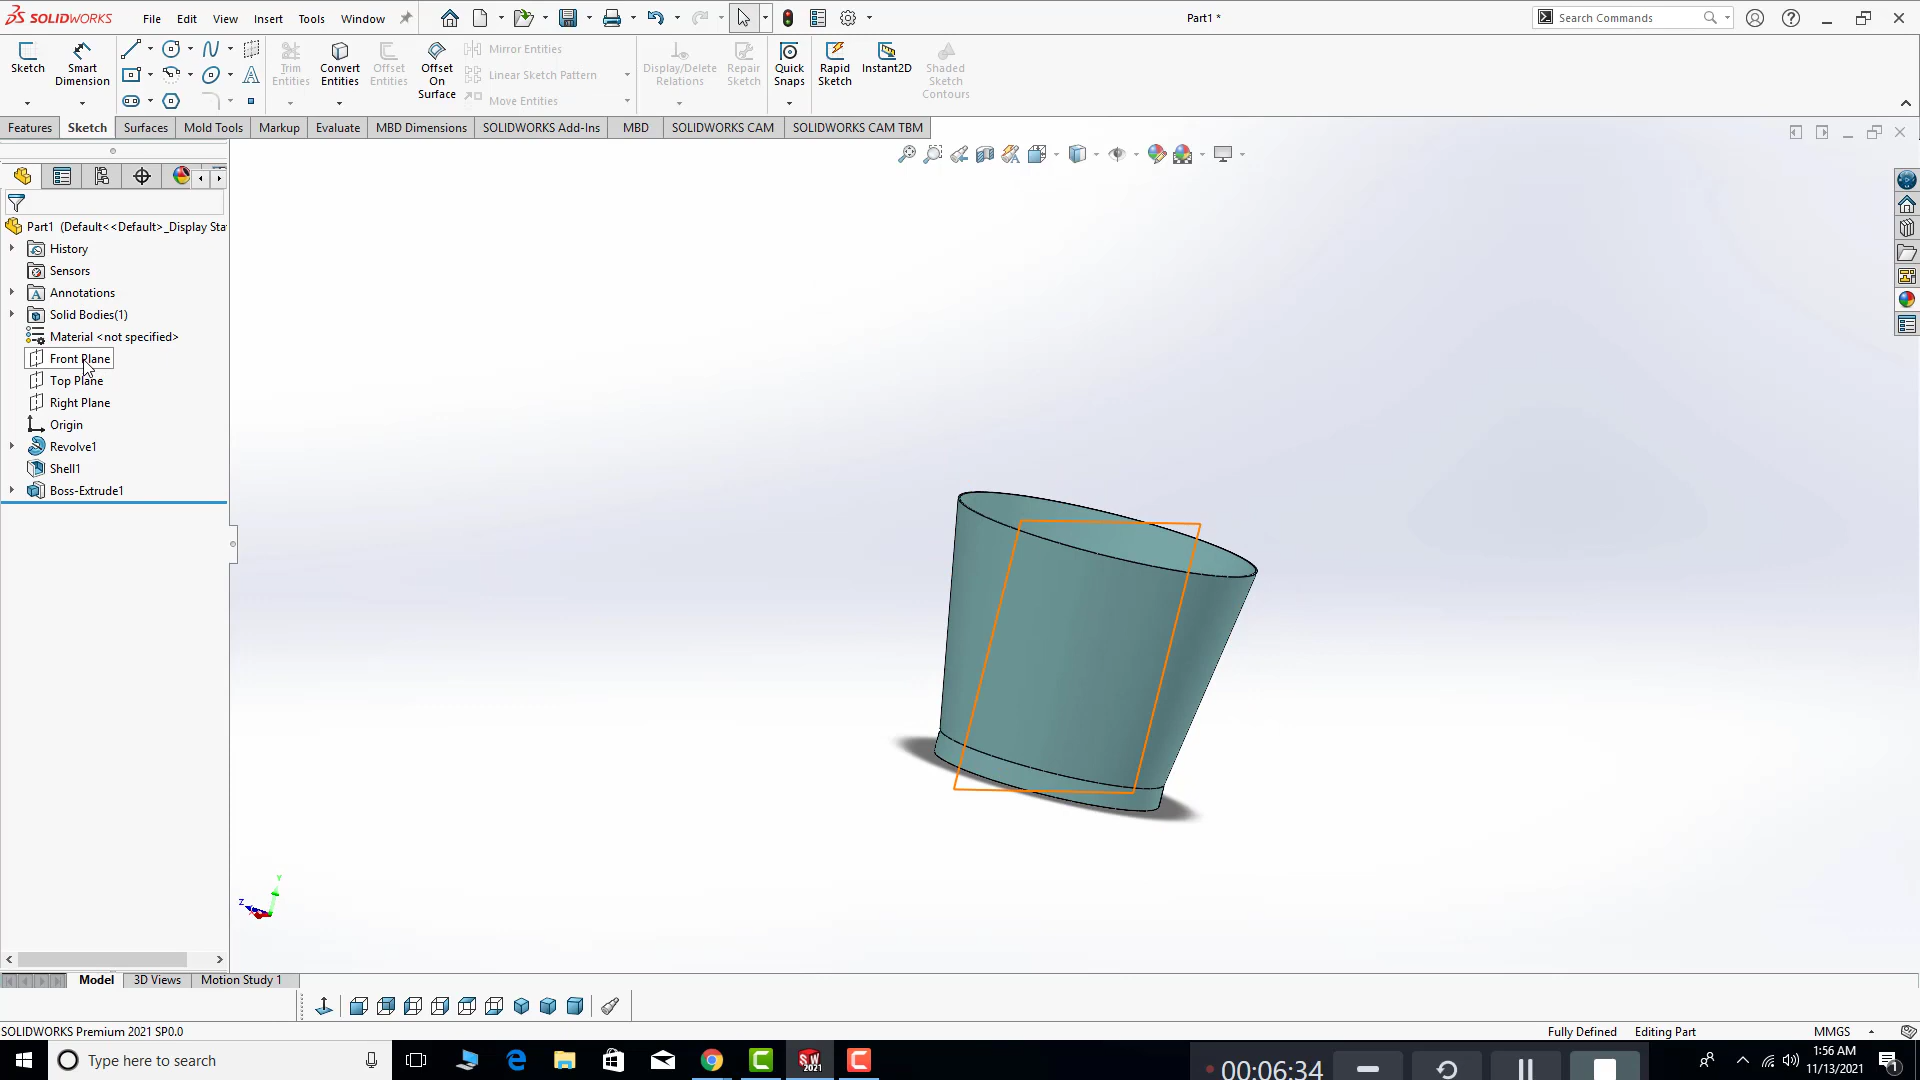 SOLIDWORKS File Edit View Insert Tools Window Part1 * Search Commands
Sketch Smart Dimension Trim Entities Convert Entities Offset Entities Offset On Surface Mirror Entities Linear Sketch Pattern Move Entities Display/Delete Relations Repair Sketch Quick Snaps Rapid Sketch Instant2D Shaded Sketch Contours
Features Sketch Surfaces Mold Tools Markup Evaluate MBD Dimensions SOLIDWORKS Add-Ins MBD SOLIDWORKS CAM SOLIDWORKS CAM TBM
Part1 (Default<<Default>_Display Sta
History
Sensors
Annotations
Solid Bodies(1)
Material <not specified>
Front Plane
Top Plane
Right Plane
Origin
Revolve1
Shell1
Boss-Extrude1
Y
Z
Model 3D Views Motion Study 1
SOLIDWORKS Premium 2021 SP0.0 Fully Defined Editing Part MMGS
Type here to search 00:06:34 1:56 AM
11/13/2021